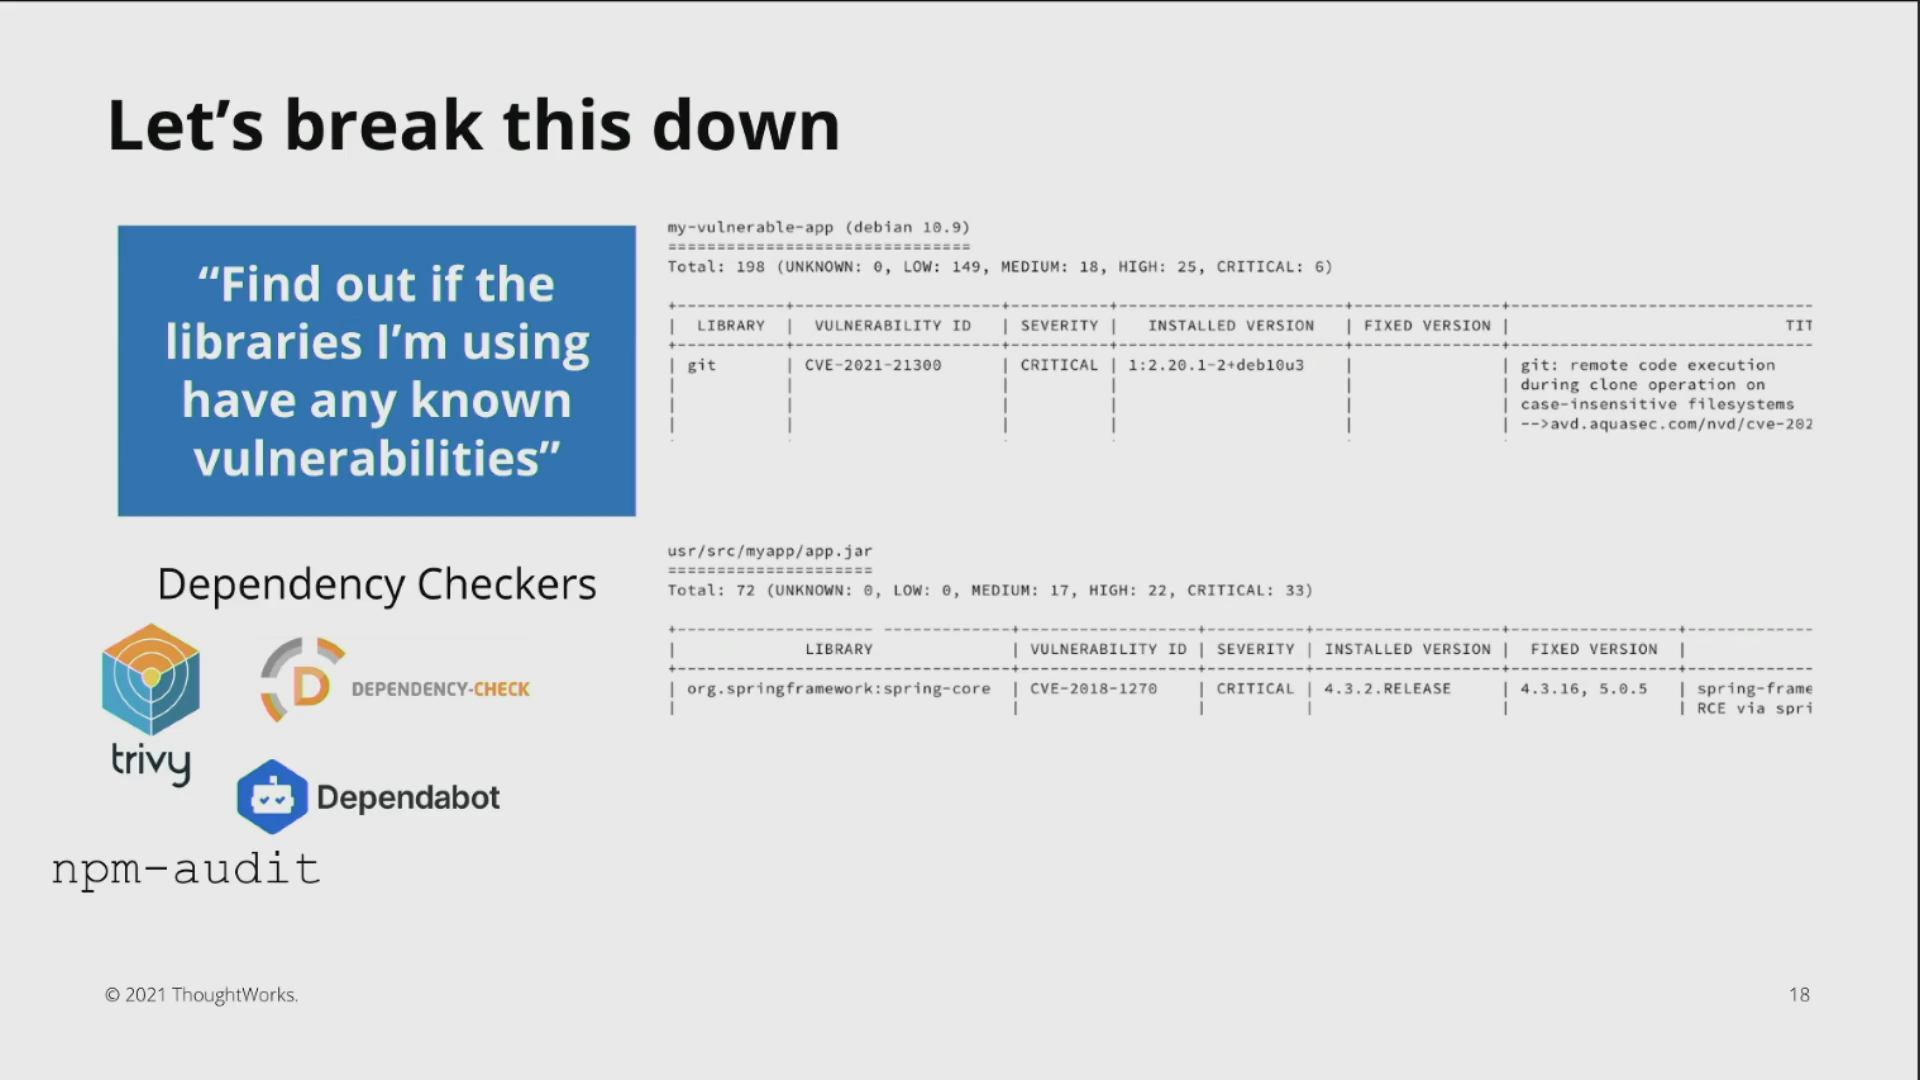 Let’s break this down
“Find out if the
libraries I’m using
have any known
vulnerabilities”
Dependency Checkers
trivy
D
DEPENDENCY-CHECK
Dependabot
npm-audit
my-vulnerable-app (debian 10.9)
===============================
Total: 198 (UNKNOWN: 0, LOW: 149, MEDIUM: 18, HIGH: 25, CRITICAL: 6)
| LIBRARY | VULNERABILITY ID | SEVERITY | INSTALLED VERSION | FIXED VERSION | TIT
| git | CVE-2021-21300 | CRITICAL | 1:2.20.1-2+deb10u3 | | git: remote code execution
during clone operation on
case-insensitive filesystems
-->avd.aquasec.com/nvd/cve-202
usr/src/myapp/app.jar
=====================
Total: 72 (UNKNOWN: 0, LOW: 0, MEDIUM: 17, HIGH: 22, CRITICAL: 33)
| LIBRARY | VULNERABILITY ID | SEVERITY | INSTALLED VERSION | FIXED VERSION |
| org.springframework:spring-core | CVE-2018-1270 | CRITICAL | 4.3.2.RELEASE | 4.3.16, 5.0.5 | spring-frame
RCE via spri
© 2021 ThoughtWorks.
18